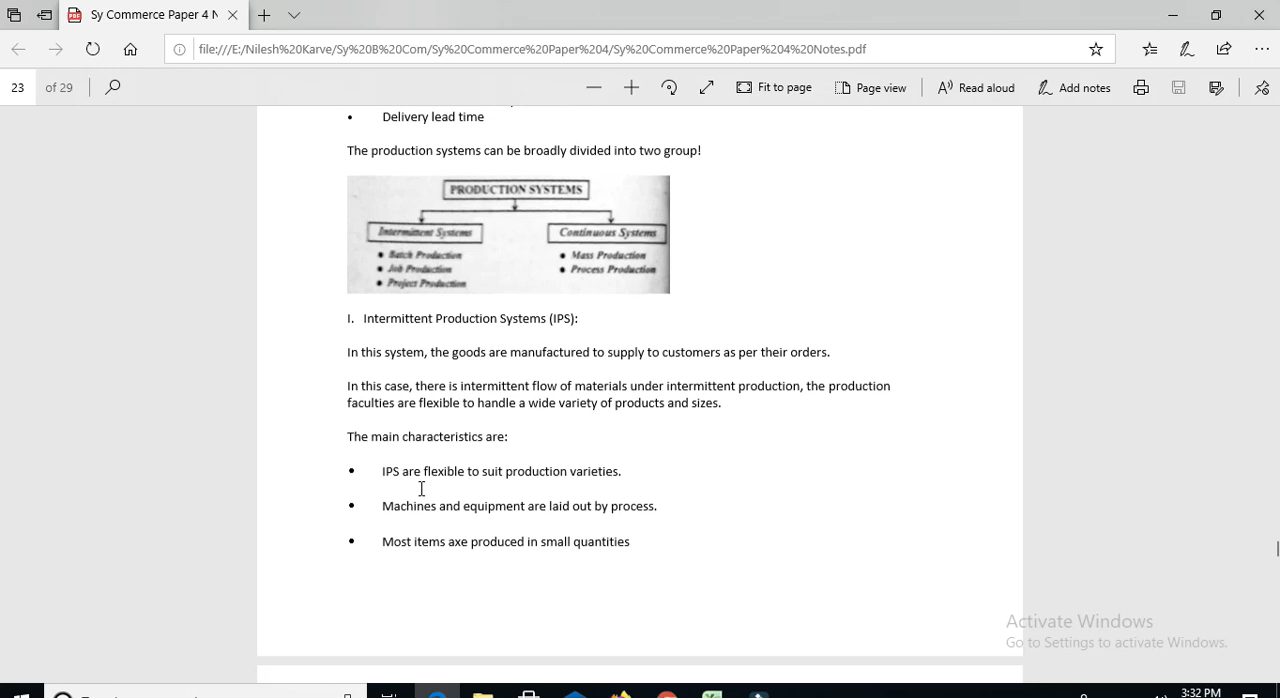 Sy Commerce Paper 4 N
file:///E:/Nilesh%20Karve/Sy%20B%20Com/Sy%20Commerce%20Paper%204/Sy%20Commerce%20Paper%204%20Notes.pdf
23 of 29 Fit to page Page view Read aloud Add notes
• Delivery lead time
The production systems can be broadly divided into two group!
PRODUCTION SYSTEMS
Intermittent Systems Continuous Systems
• Batch Production • Mass Production
• Job Production • Process Production
• Project Production
I. Intermittent Production Systems (IPS):
In this system, the goods are manufactured to supply to customers as per their orders.
In this case, there is intermittent flow of materials under intermittent production, the production
faculties are flexible to handle a wide variety of products and sizes.
The main characteristics are:
• IPS are flexible to suit production varieties.
• Machines and equipment are laid out by process.
• Most items axe produced in small quantities
Activate Windows
Go to Settings to activate Windows.
3:32 PM